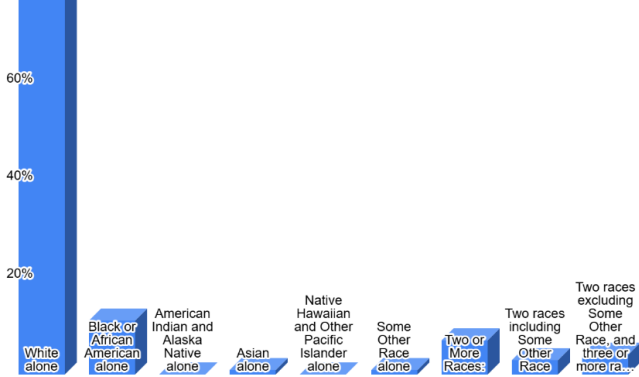 60%
40%
20%
White
alone
Black or
African
American
alone
American
Indian and
Alaska
Native
alone
Asian
alone
Native
Hawaiian
and Other
Pacific
Islander
alone
Some
Other
Race
alone
Two or
More
Races:
Two races
including
Some
Other
Race
Two races
excluding
Some
Other
Race, and
three or
more ra…